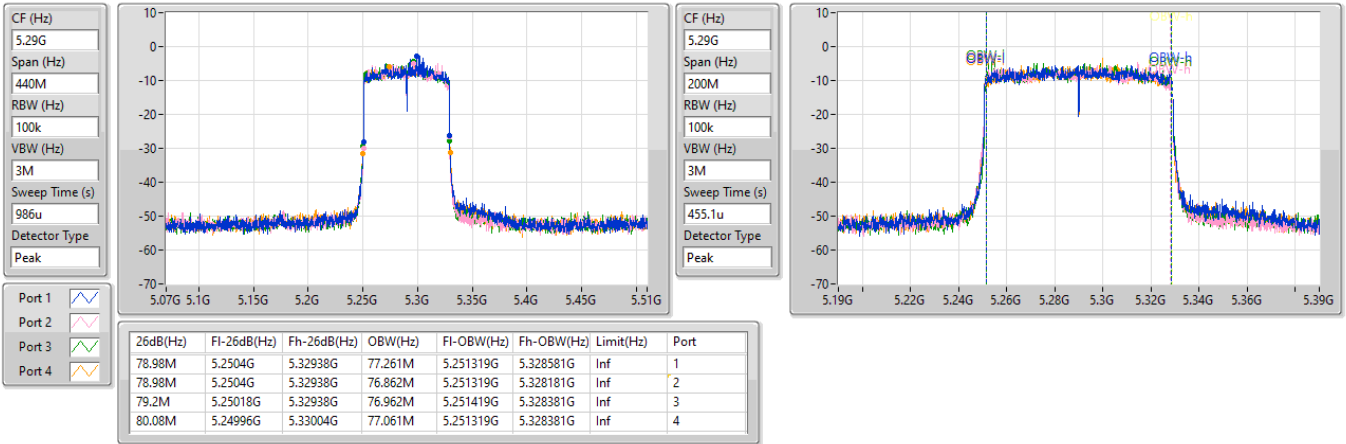 CF (Hz)
5.29G
Span (Hz)
440M
RBW (Hz)
100k
VBW (Hz)
3M
Sweep Time (s)
986u
Detector Type
Peak
Port 1
Port 2
Port 3
Port 4
10
0
-10
-20
-30
-40
-50
-60
-70
5.07G 5.1G 5.15G 5.2G 5.25G 5.3G 5.35G 5.4G 5.45G 5.51G
CF (Hz)
5.29G
Span (Hz)
200M
RBW (Hz)
100k
VBW (Hz)
3M
Sweep Time (s)
455.1u
Detector Type
Peak
10
0
-10
-20
-30
-40
-50
-60
-70
OBW-l
OBW-h
5.19G 5.22G 5.24G 5.26G 5.28G 5.3G 5.32G 5.34G 5.36G 5.39G
26dB(Hz) Fl-26dB(Hz) Fh-26dB(Hz) OBW(Hz) Fl-OBW(Hz) Fh-OBW(Hz) Limit(Hz) Port
78.98M 5.2504G 5.32938G 77.261M 5.251319G 5.328581G Inf 1
78.98M 5.2504G 5.32938G 76.862M 5.251319G 5.328181G Inf 2
79.2M 5.25018G 5.32938G 76.962M 5.251419G 5.328381G Inf 3
80.08M 5.24996G 5.33004G 77.061M 5.251319G 5.328381G Inf 4